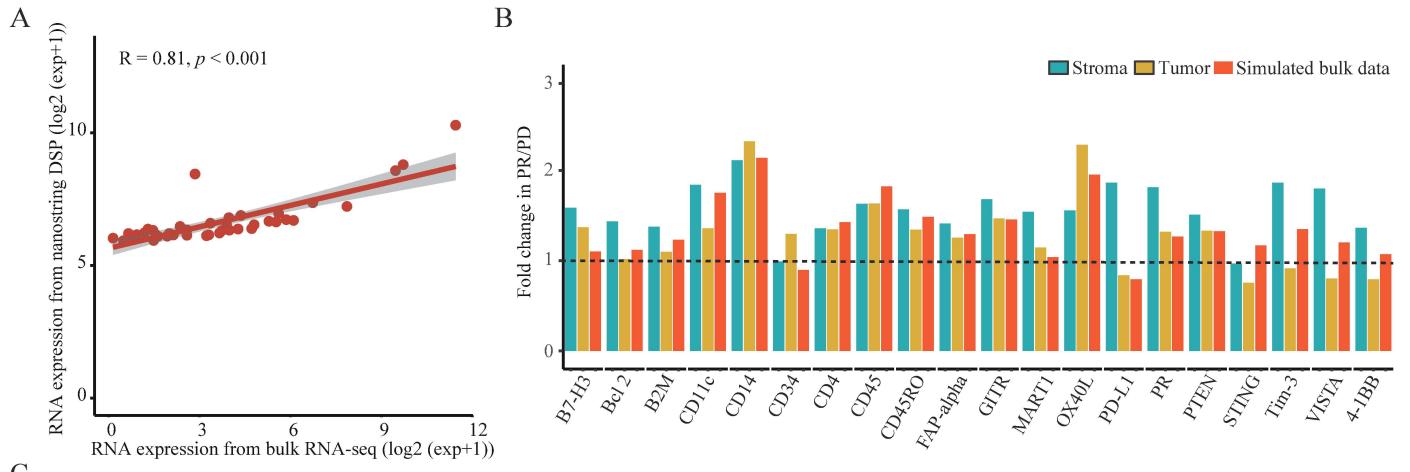 A
RNA expression from nanostring DSP (log2 (exp+1))
10
5
0
R = 0.81, p < 0.001
0 3 6 9 12
RNA expression from bulk RNA-seq (log2 (exp+1))
B
Stroma Tumor Simulated bulk data
Fold change in PR/PD
3
2
1
0
B7-H3
Bcl 2
B2M
CD11c
CD14
CD34
CD4
CD45
CD45RO
FAP-alpha
GITR
MART1
OX40L
PD-L1
PR
PTEN
STING
Tim-3
VISTA
4-1BB